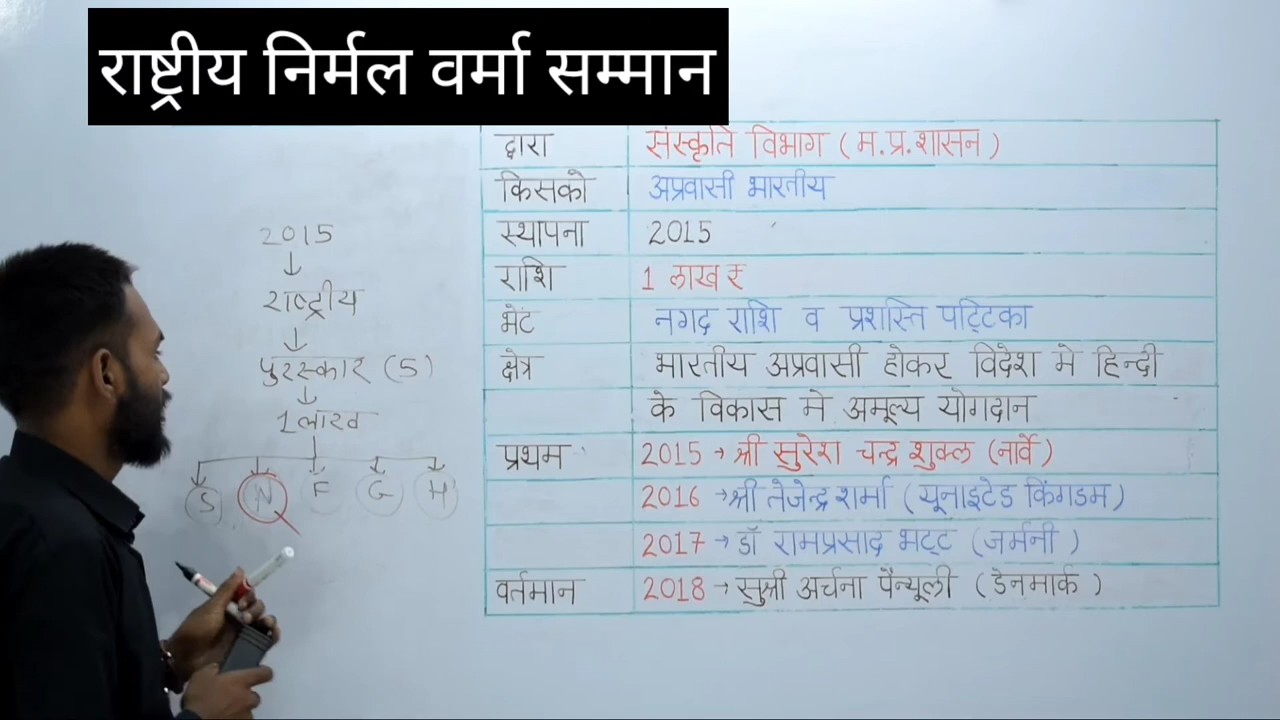 राष्ट्रीय निर्मल वर्मा सम्मान
द्वारा संस्कृति विभाग (म.प्र.शासन)
किसको अप्रवासी भारतीय
स्थापना 2015
राशि 1 लाख ₹
भेंट नगद राशि व प्रशस्ति पट्टिका
क्षेत्र भारतीय अप्रवासी होकर विदेश मे हिन्दी
के विकास मे अमूल्य योगदान
प्रथम 2015 → श्री सुरेश चन्द्र शुक्ल (नार्वे)
2016 → श्री तेजेन्द्र शर्मा (यूनाइटेड किंगडम)
2017 → डॉ रामप्रसाद भट्ट (जर्मनी)
वर्तमान 2018 → सुश्री अर्चना पैन्यूली (डेनमार्क)
2015
↓
राष्ट्रीय
↓
पुरस्कार (5)
↓
1 लाख
S N F G H